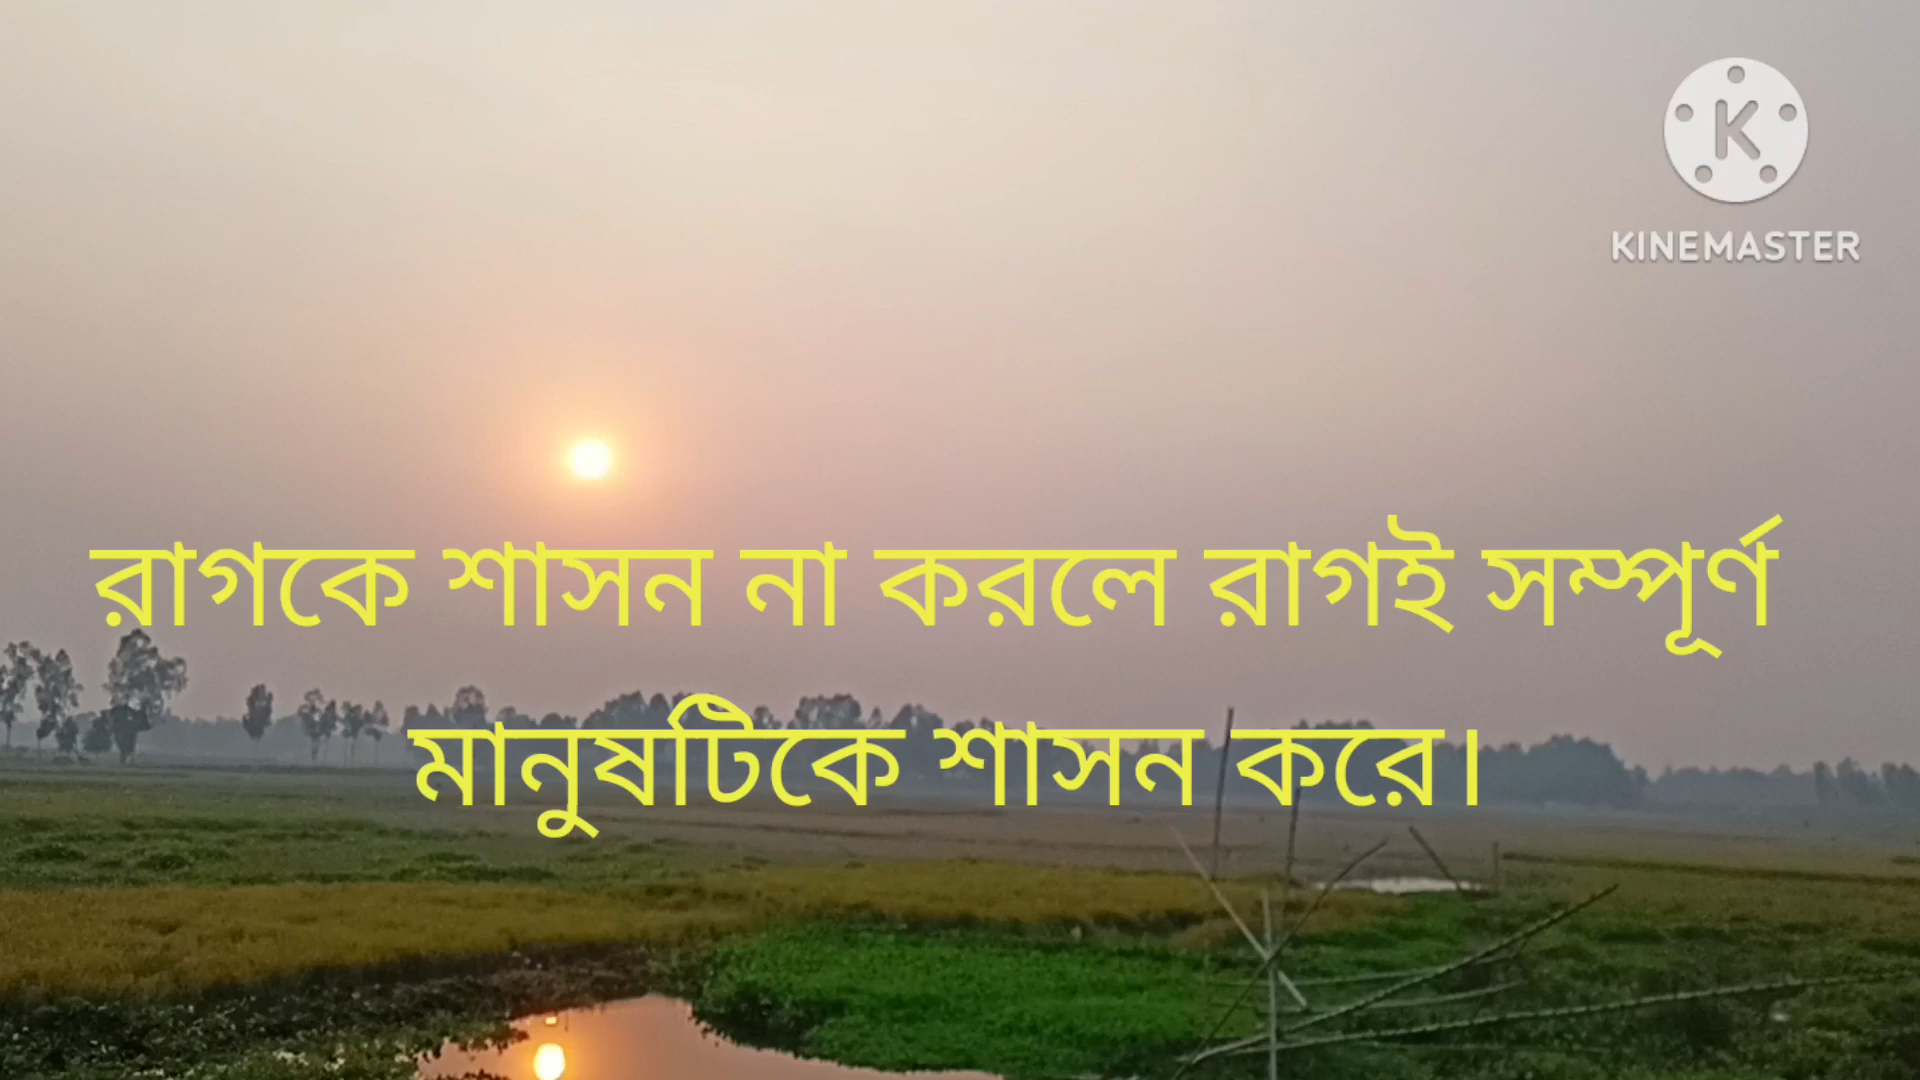 KINEMASTER
রাগকে শাসন না করলে রাগই সম্পূর্ণ
মানুষটিকে শাসন করে।